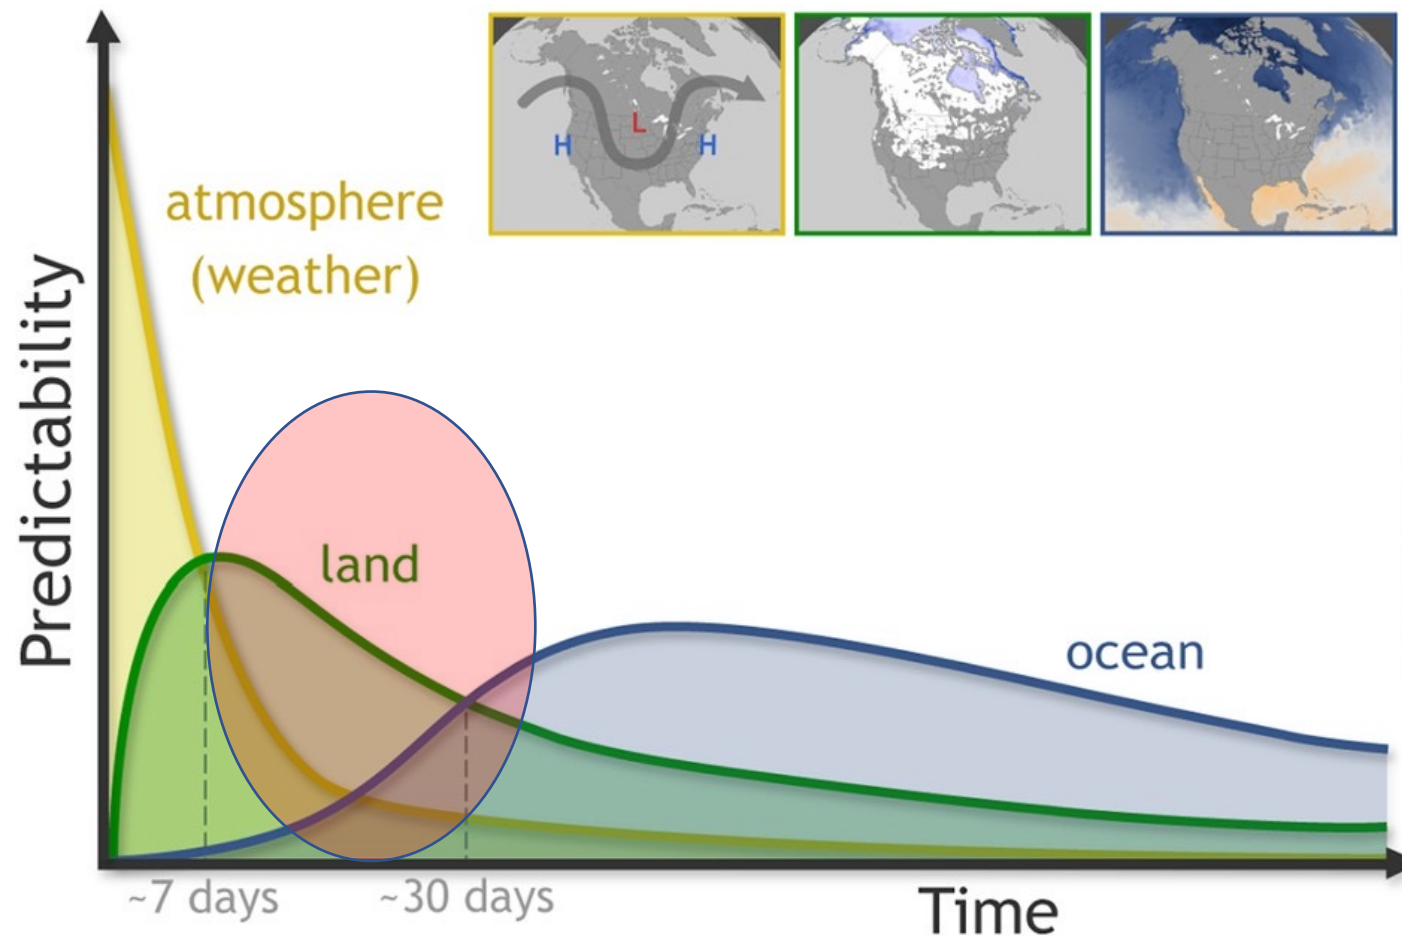 H
L
H
atmosphere
(weather)
Predictability
land
ocean
~7 days
~30 days
Time